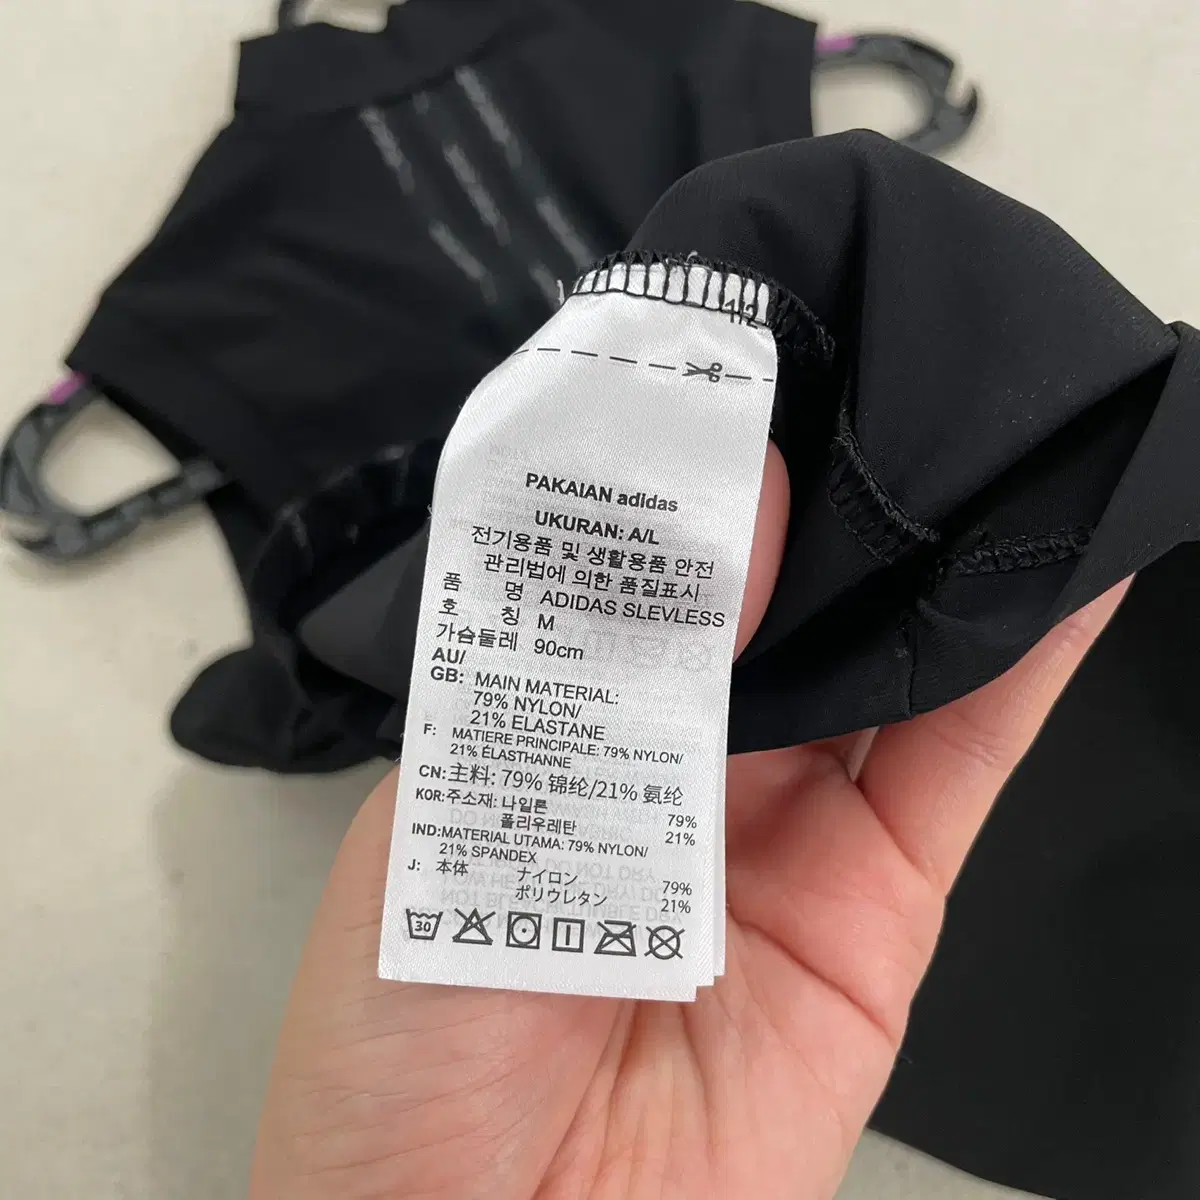 1/2
PAKAIAN adidas
UKURAN: A/L
전기용품 및 생활용품 안전
관리법에 의한 품질표시
품 명 ADIDAS SLEVLESS
호 칭 M
가슴둘레 90cm
AU/
GB: MAIN MATERIAL:
79% NYLON/
21% ELASTANE
F: MATIERE PRINCIPALE: 79% NYLON/
21% ÉLASTHANNE
CN:主料: 79% 锦纶/21% 氨纶
KOR:주소재: 나일론 79%
폴리우레탄 21%
IND:MATERIAL UTAMA: 79% NYLON/
21% SPANDEX
J: 本体 ナイロン 79%
ポリウレタン 21%
30